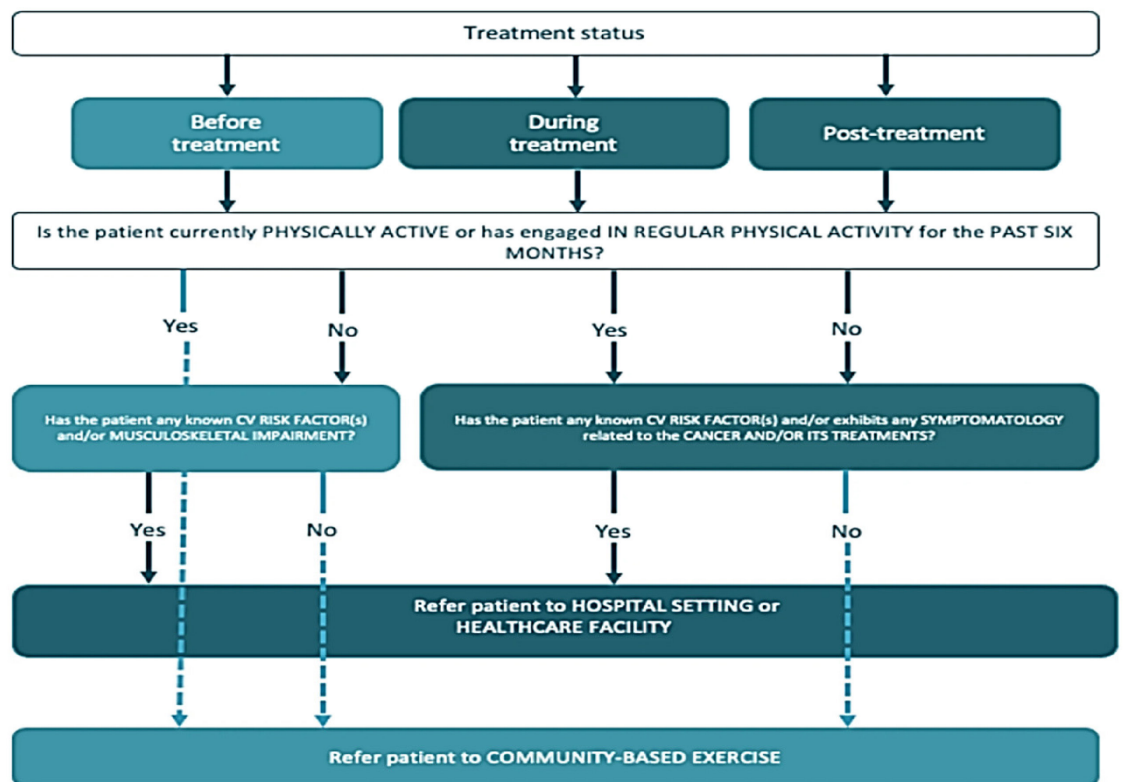 Treatment status
Before
treatment
During
treatment
Post-treatment
Is the patient currently PHYSICALLY ACTIVE or has engaged IN REGULAR PHYSICAL ACTIVITY for the PAST SIX
MONTHS?
Yes
No
Yes
No
Has the patient any known CV RISK FACTOR(s)
and/or MUSCULOSKELETAL IMPAIRMENT?
Has the patient any known CV RISK FACTOR(s) and/or exhibits any SYMPTOMATOLOGY
related to the CANCER AND/OR ITS TREATMENTS?
Yes
No
Yes
No
Refer patient to HOSPITAL SETTING or
HEALTHCARE FACILITY
Refer patient to COMMUNITY-BASED EXERCISE